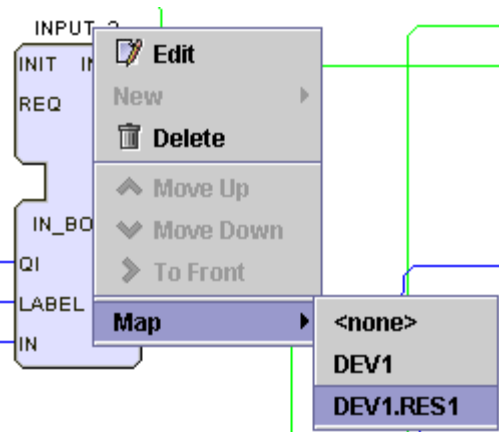 INPUT_2
INIT IN
REQ
IN_BO
QI
LABEL
IN
Edit
New
Delete
Move Up
Move Down
To Front
Map
<none>
DEV1
DEV1.RES1